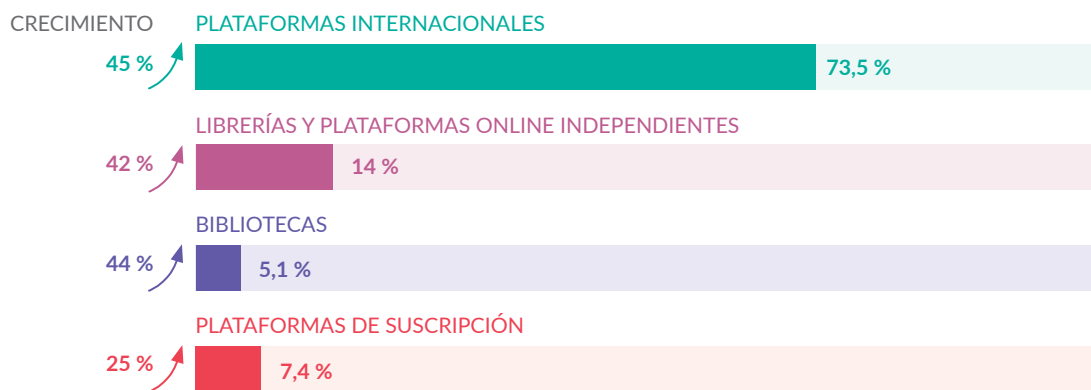 CRECIMIENTO PLATAFORMAS INTERNACIONALES
45 % 73,5 %
LIBRERÍAS Y PLATAFORMAS ONLINE INDEPENDIENTES
42 % 14 %
BIBLIOTECAS
44 % 5,1 %
PLATAFORMAS DE SUSCRIPCIÓN
25 % 7,4 %